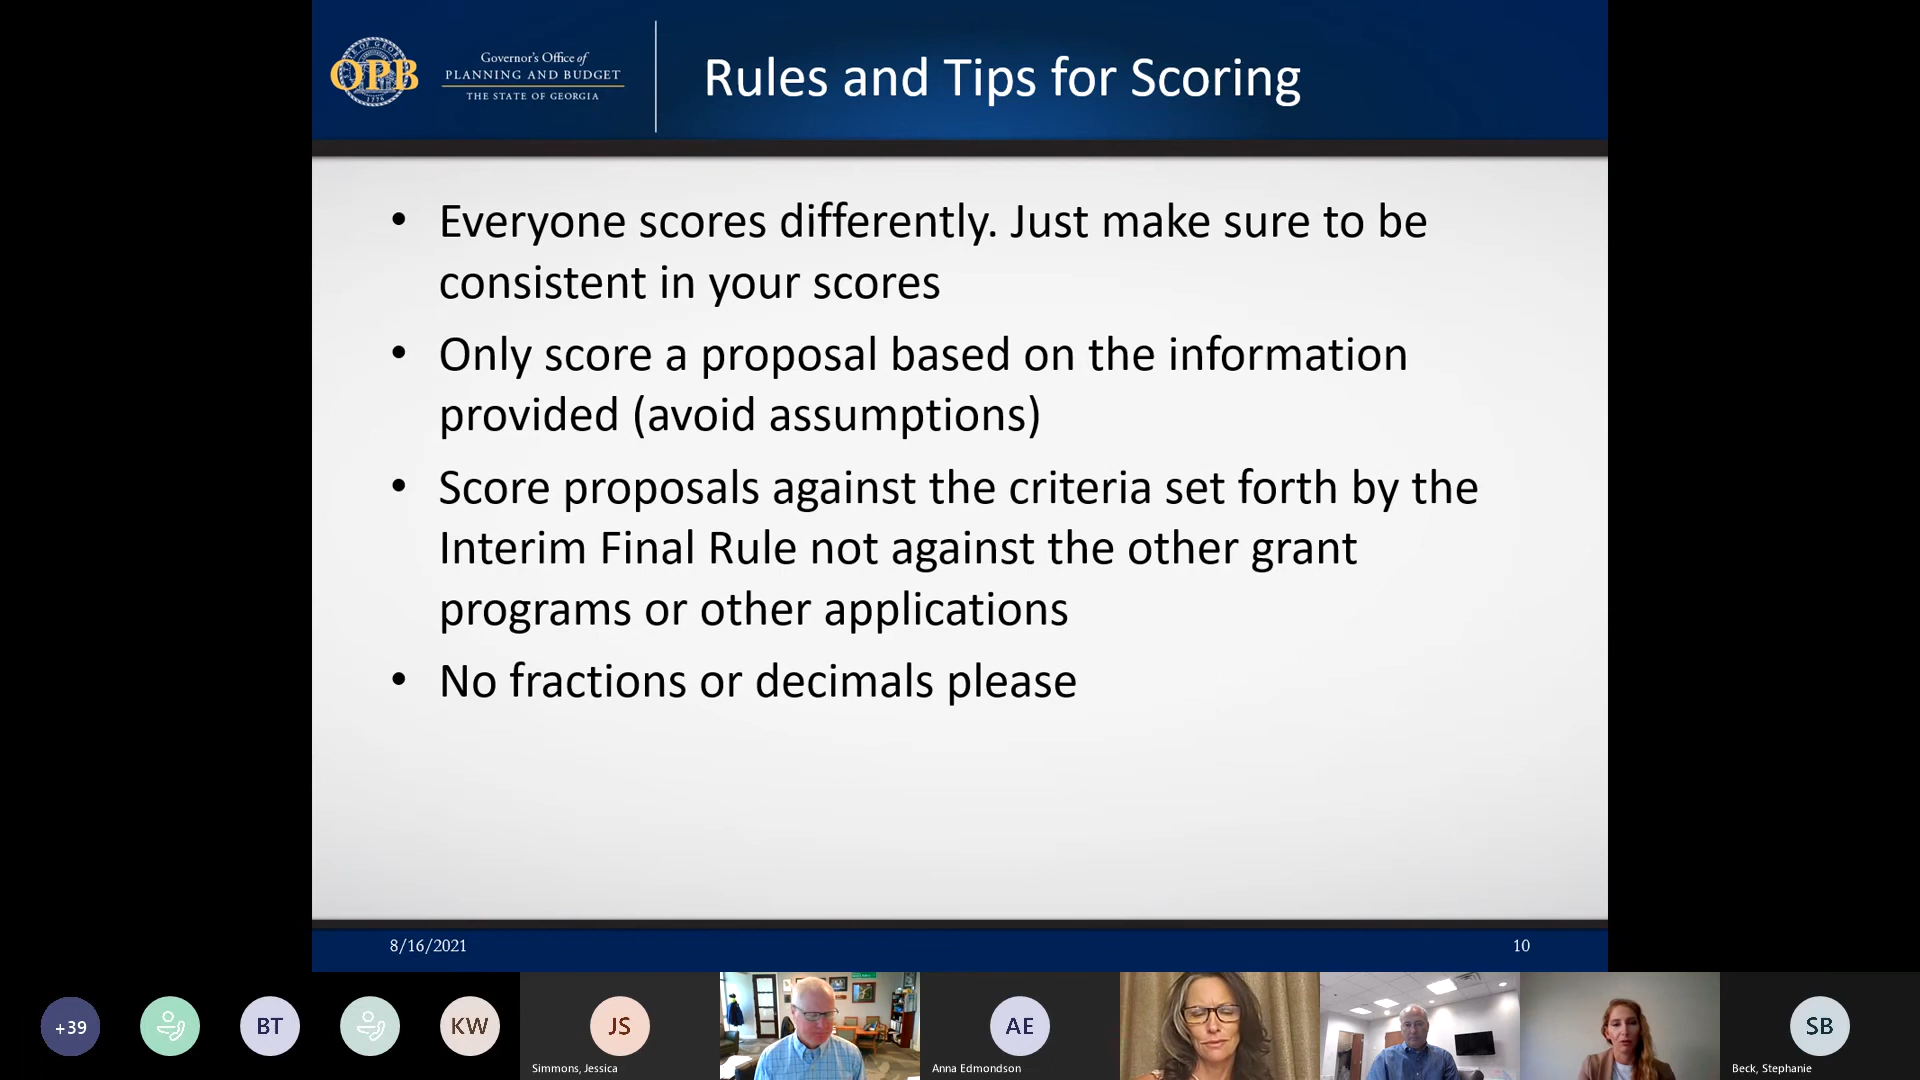 OPB
1776
Governor's Office of
PLANNING AND BUDGET
THE STATE OF GEORGIA
Rules and Tips for Scoring
• Everyone scores differently. Just make sure to be
consistent in your scores
• Only score a proposal based on the information
provided (avoid assumptions)
• Score proposals against the criteria set forth by the
Interim Final Rule not against the other grant
programs or other applications
• No fractions or decimals please
8/16/2021
10
+39
BT
KW
JS
AE
SB
Simmons, Jessica
Anna Edmondson
Beck, Stephanie